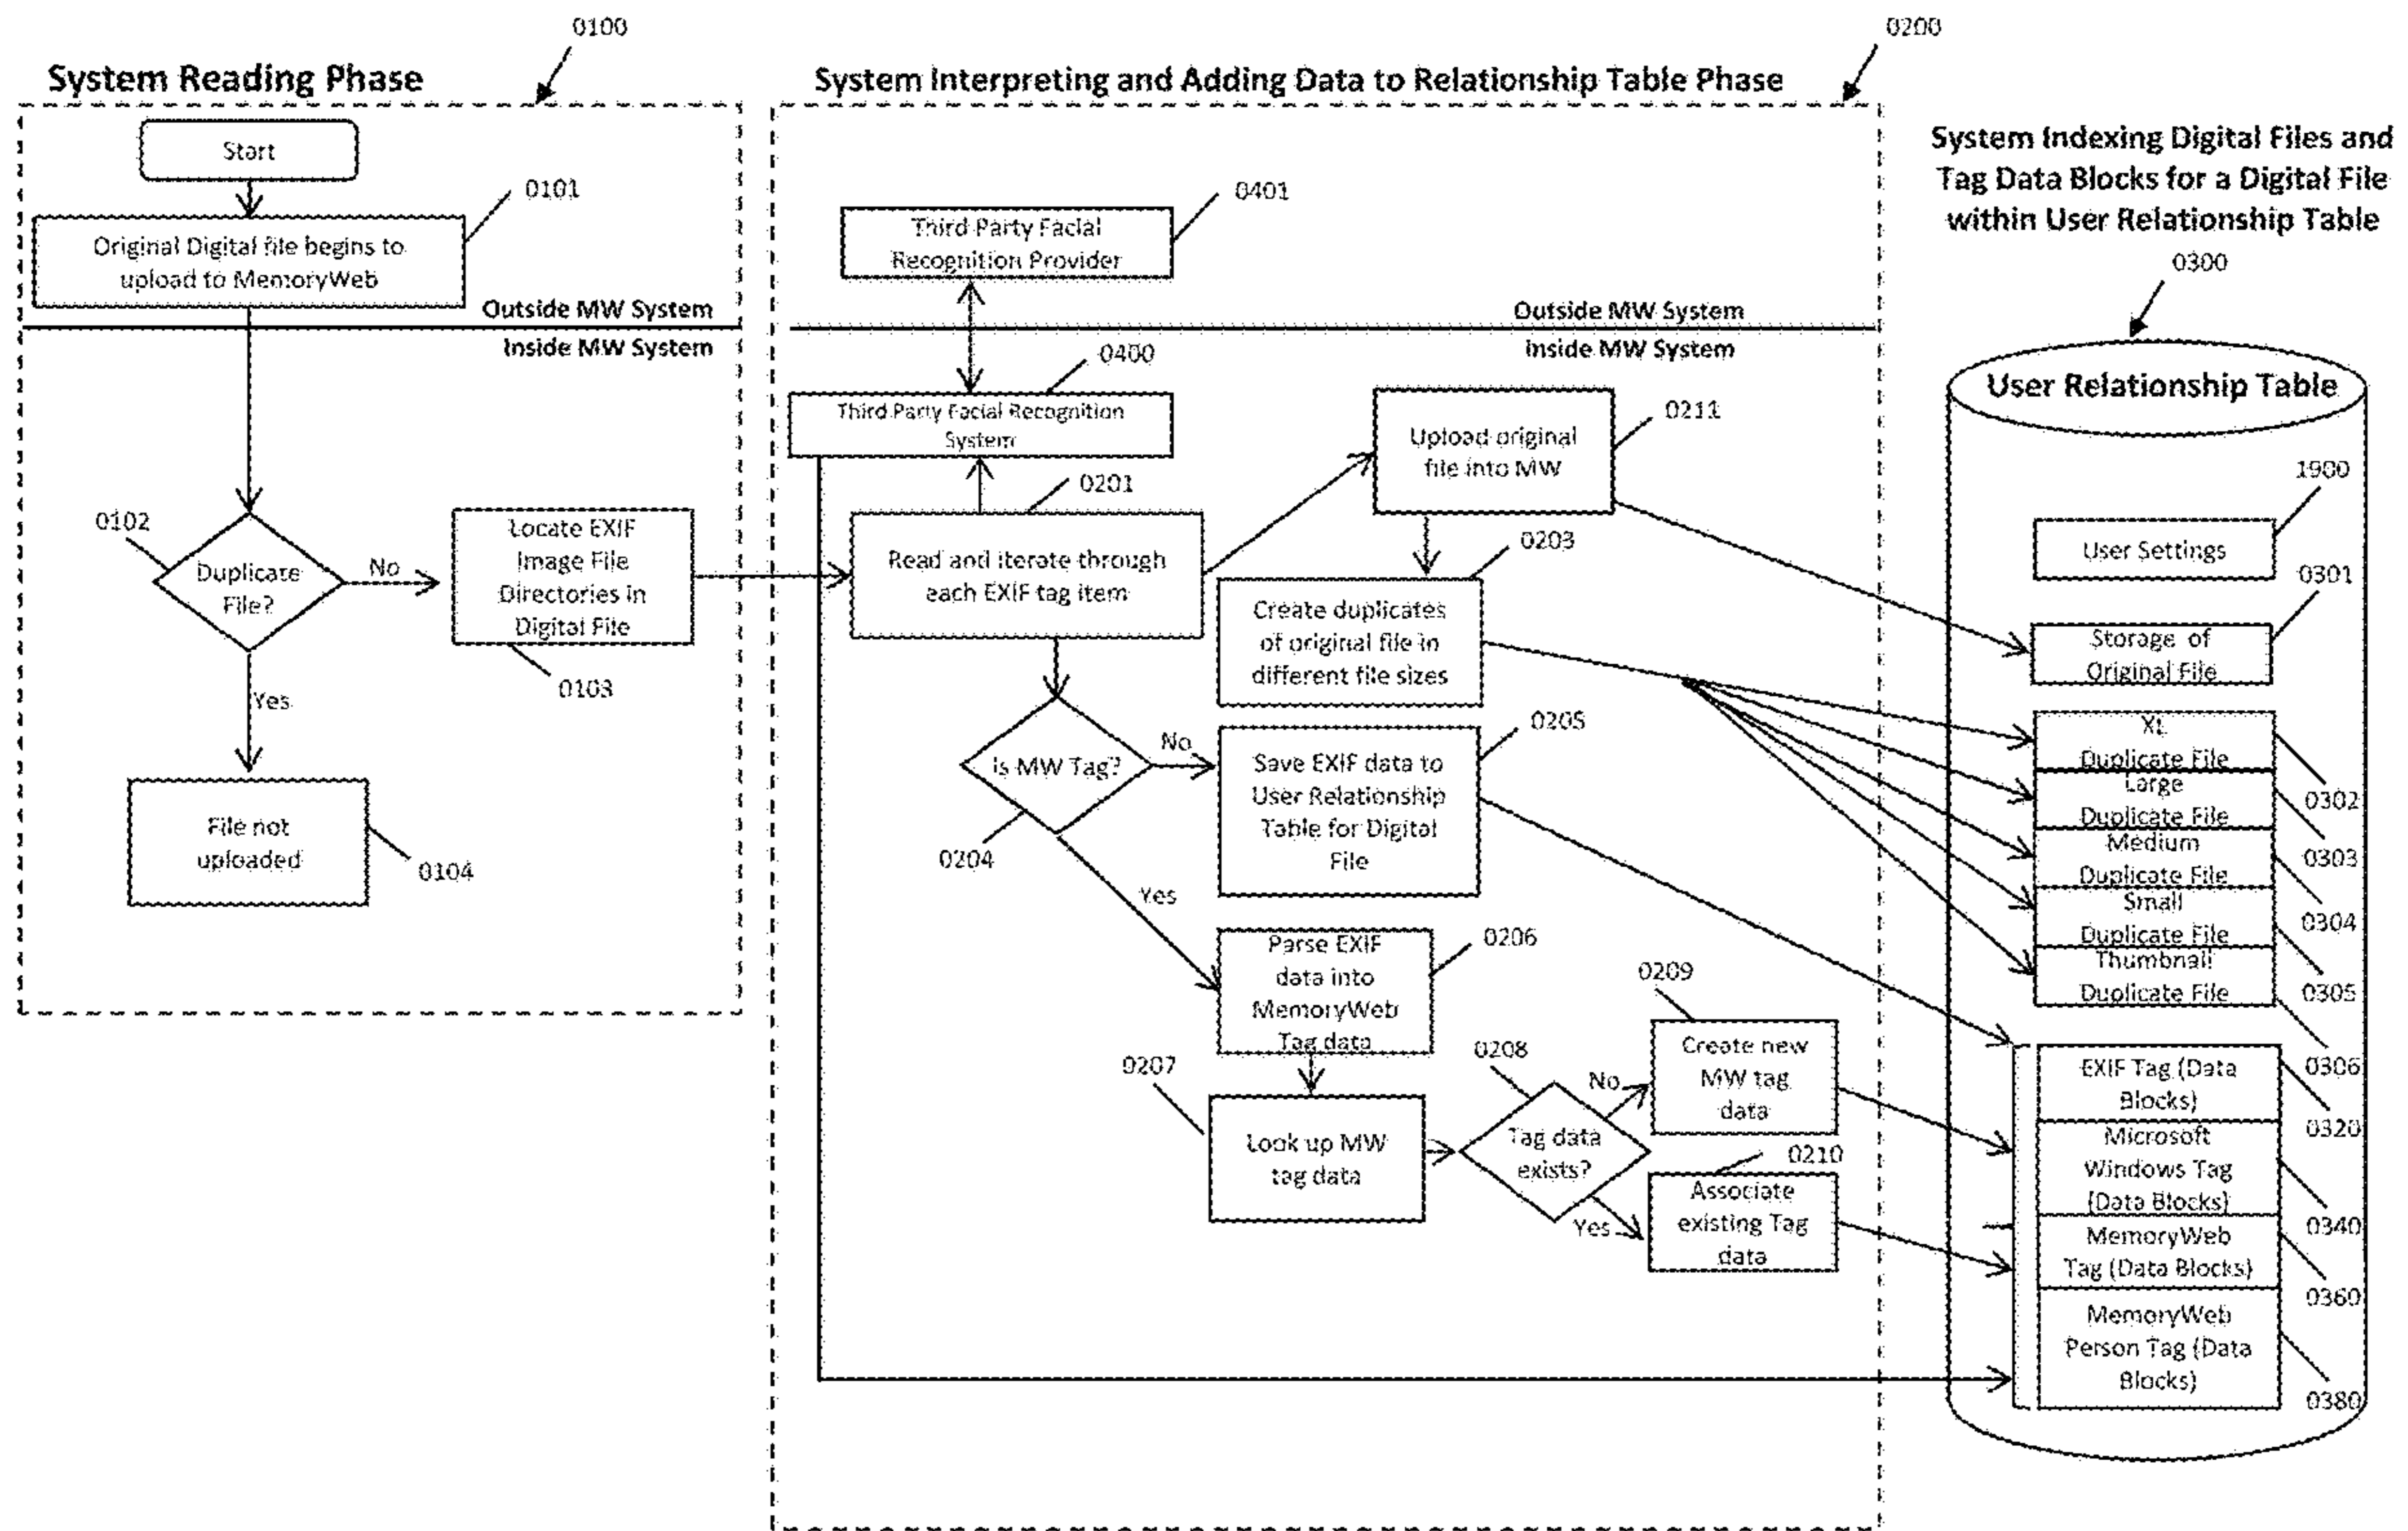 0100
System Reading Phase
Start
0101
Original Digital file begins to
upload to MemoryWeb
Outside MW System
Inside MW System
0102
Duplicate
File?
No
Locate EXIF
Image File
Directories in
Digital File
0103
Yes
File not
uploaded
0104
0200
System Interpreting and Adding Data to Relationship Table Phase
0401
Third Party Facial
Recognition Provider
Outside MW System
Inside MW System
0400
Third Party Facial Recognition
System
0201
Read and iterate through
each EXIF tag item
0211
Upload original
file into MW
0203
Create duplicates
of original file in
different file sizes
Is MW Tag?
0204
No
0205
Save EXIF data to
User Relationship
Table for Digital
File
Yes
0206
Parse EXIF
data into
MemoryWeb
Tag data
0207
Look up MW
tag data
0208
Tag data
exists?
No
0209
Create new
MW tag
data
Yes
0210
Associate
existing Tag
data
System Indexing Digital Files and
Tag Data Blocks for a Digital File
within User Relationship Table
0300
User Relationship Table
1900
User Settings
0301
Storage of
Original File
XL
Duplicate File
0302
Large
Duplicate File
0303
Medium
Duplicate File
0304
Small
Duplicate File
0305
Thumbnail
Duplicate File
0306
EXIF Tag (Data
Blocks)
0320
Microsoft
Windows Tag
(Data Blocks)
0340
MemoryWeb
Tag (Data Blocks)
0360
MemoryWeb
Person Tag (Data
Blocks)
0380